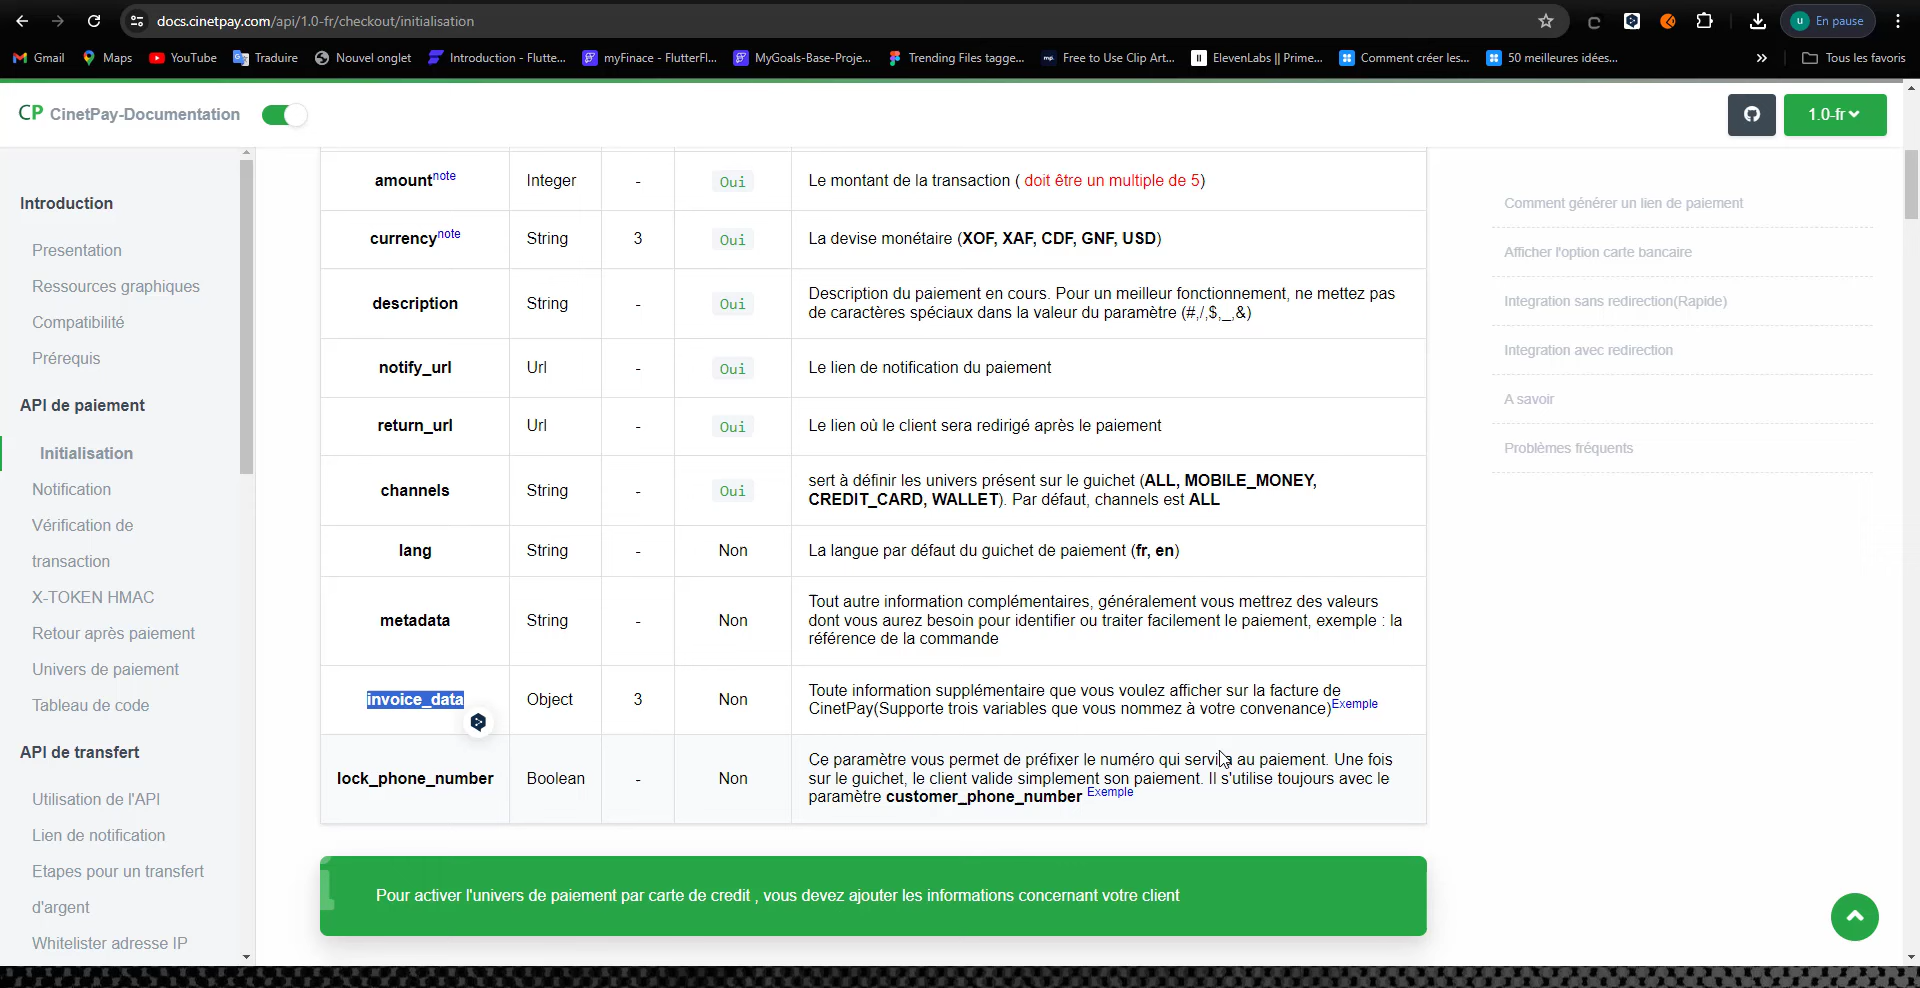 docs.cinetpay.com/api/1.0-fr/checkout/initialisation
u En pause
Gmail Maps YouTube Traduire Nouvel onglet Introduction - Flutte... myFinace - FlutterFl... MyGoals-Base-Proje... Trending Files tagge... Free to Use Clip Art... ElevenLabs || Prime... Comment créer les... 50 meilleures idées... » Tous les favoris
CP CinetPay-Documentation
1.0-fr
Introduction
Presentation
Ressources graphiques
Compatibilité
Prérequis
API de paiement
Initialisation
Notification
Vérification de
transaction
X-TOKEN HMAC
Retour après paiement
Univers de paiement
Tableau de code
API de transfert
Utilisation de l'API
Lien de notification
Etapes pour un transfert
d'argent
Whitelister adresse IP
amount note Integer - Oui Le montant de la transaction ( doit être un multiple de 5)
currency note String 3 Oui La devise monétaire (XOF, XAF, CDF, GNF, USD)
description String - Oui Description du paiement en cours. Pour un meilleur fonctionnement, ne mettez pas
de caractères spéciaux dans la valeur du paramètre (#,/,$,_,&)
notify_url Url - Oui Le lien de notification du paiement
return_url Url - Oui Le lien où le client sera redirigé après le paiement
channels String - Oui sert à définir les univers présent sur le guichet (ALL, MOBILE_MONEY,
CREDIT_CARD, WALLET). Par défaut, channels est ALL
lang String - Non La langue par défaut du guichet de paiement (fr, en)
metadata String - Non Tout autre information complémentaires, généralement vous mettrez des valeurs
dont vous aurez besoin pour identifier ou traiter facilement le paiement, exemple : la
référence de la commande
invoice_data Object 3 Non Toute information supplémentaire que vous voulez afficher sur la facture de
CinetPay(Supporte trois variables que vous nommez à votre convenance) Exemple
lock_phone_number Boolean - Non Ce paramètre vous permet de préfixer le numéro qui servira au paiement. Une fois
sur le guichet, le client valide simplement son paiement. Il s'utilise toujours avec le
paramètre customer_phone_number Exemple
Pour activer l'univers de paiement par carte de credit , vous devez ajouter les informations concernant votre client
Comment générer un lien de paiement
Afficher l'option carte bancaire
Integration sans redirection(Rapide)
Integration avec redirection
A savoir
Problèmes fréquents